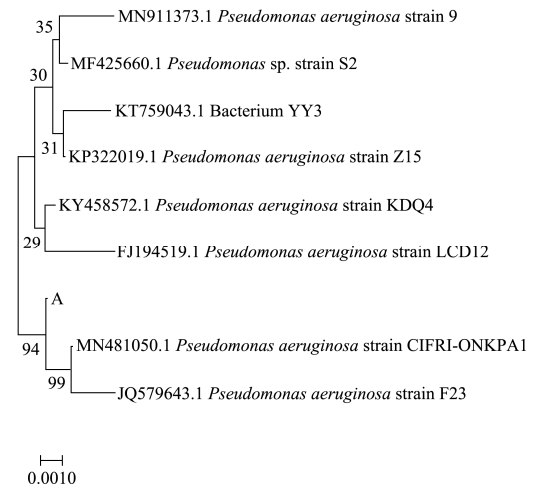 35
MN911373.1 Pseudomonas aeruginosa strain 9
MF425660.1 Pseudomonas sp. strain S2
30
KT759043.1 Bacterium YY3
31
KP322019.1 Pseudomonas aeruginosa strain Z15
KY458572.1 Pseudomonas aeruginosa strain KDQ4
29
FJ194519.1 Pseudomonas aeruginosa strain LCD12
A
94
MN481050.1 Pseudomonas aeruginosa strain CIFRI-ONKPA1
99
JQ579643.1 Pseudomonas aeruginosa strain F23
0.0010